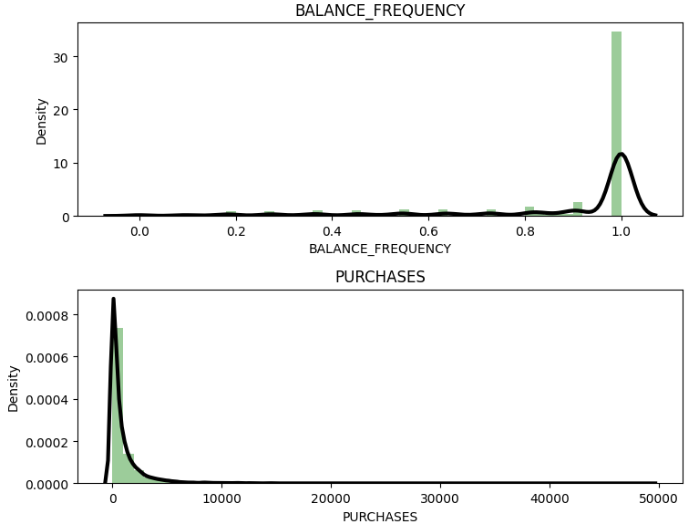 BALANCE_FREQUENCY
30
20
10
0
Density
0.0 0.2 0.4 0.6 0.8 1.0
BALANCE_FREQUENCY
PURCHASES
0.0008
0.0006
0.0004
0.0002
0.0000
Density
0 10000 20000 30000 40000 50000
PURCHASES